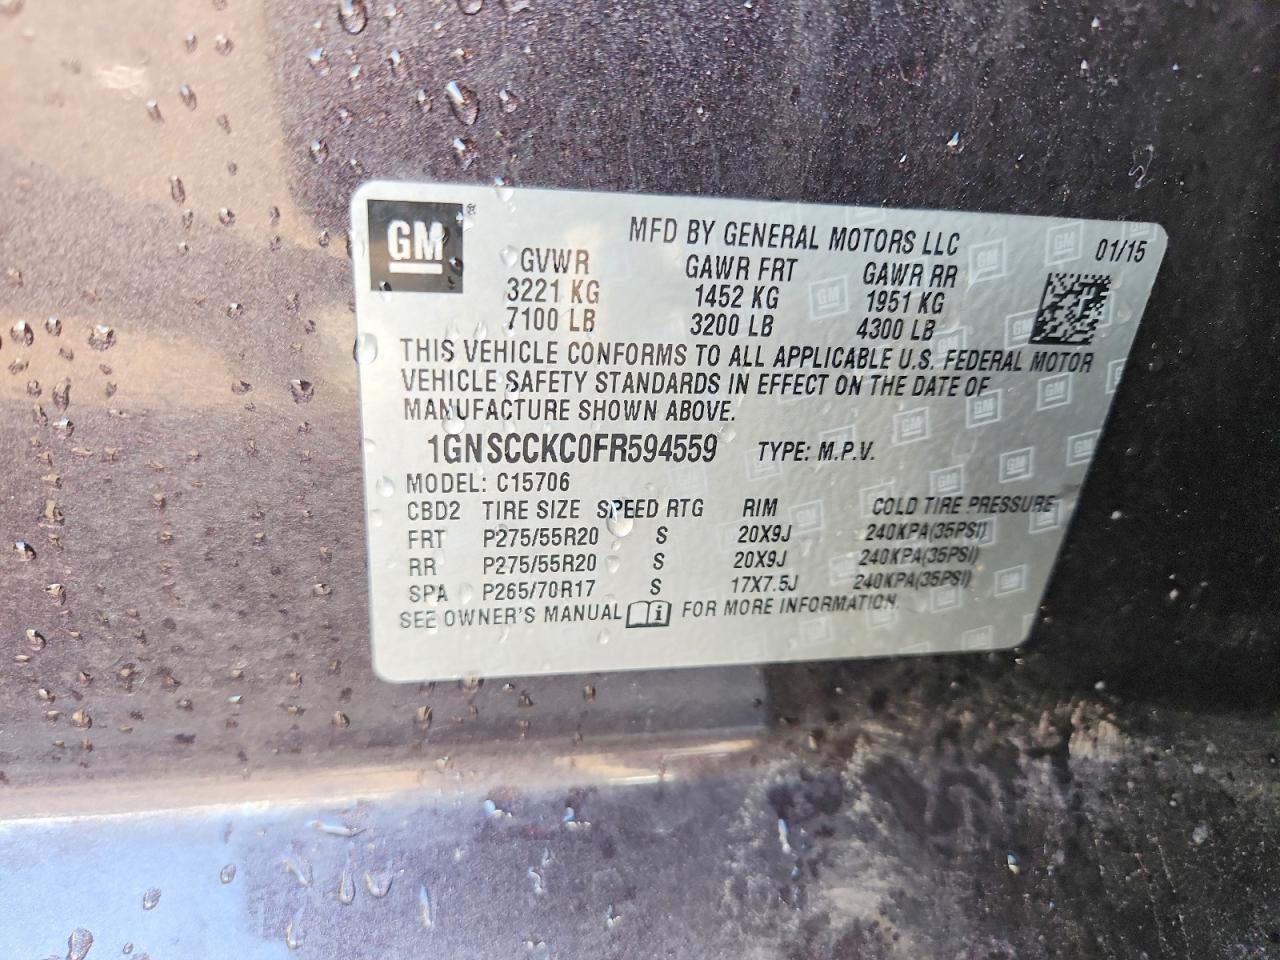 GM®
MFD BY GENERAL MOTORS LLC 01/15
GVWR GAWR FRT GAWR RR
3221 KG 1452 KG 1951 KG
7100 LB 3200 LB 4300 LB
THIS VEHICLE CONFORMS TO ALL APPLICABLE U.S. FEDERAL MOTOR
VEHICLE SAFETY STANDARDS IN EFFECT ON THE DATE OF
MANUFACTURE SHOWN ABOVE.
1GNSCCKC0FR594559 TYPE: M.P.V.
MODEL: C15706
CBD2 TIRE SIZE SPEED RTG RIM COLD TIRE PRESSURE
FRT P275/55R20 S 20X9J 240KPA(35PSI)
RR P275/55R20 S 20X9J 240KPA(35PSI)
SPA P265/70R17 S 17X7.5J 240KPA(35PSI)
SEE OWNER'S MANUAL FOR MORE INFORMATION.